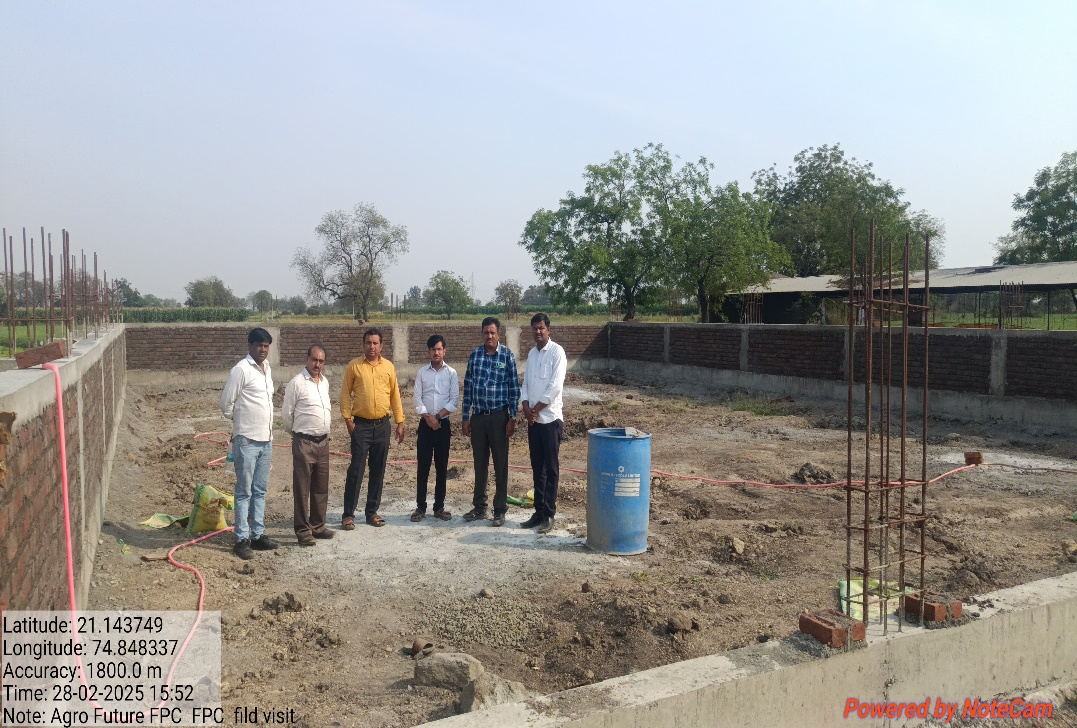 Latitude: 21.143749
Longitude: 74.848337
Accuracy: 1800.0 m
Time: 28-02-2025 15:52
Note: Agro Future FPC FPC fild visit
Powered by NoteCam